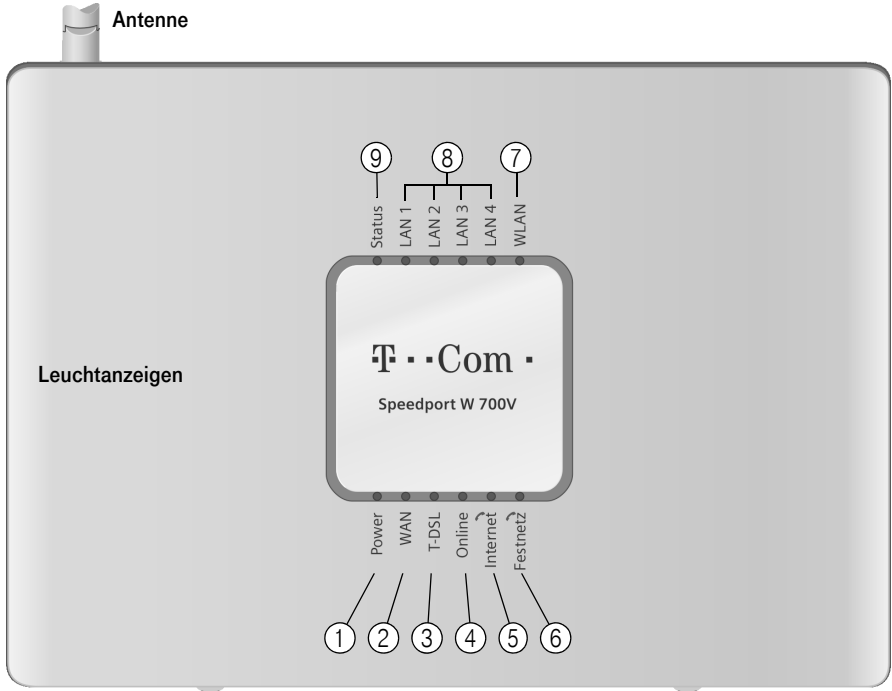 Antenne
9 8 7
Status LAN 1 LAN 2 LAN 3 LAN 4 WLAN
T··Com·
Leuchtanzeigen
Speedport W 700V
Power WAN T-DSL Online Internet Festnetz
1 2 3 4 5 6